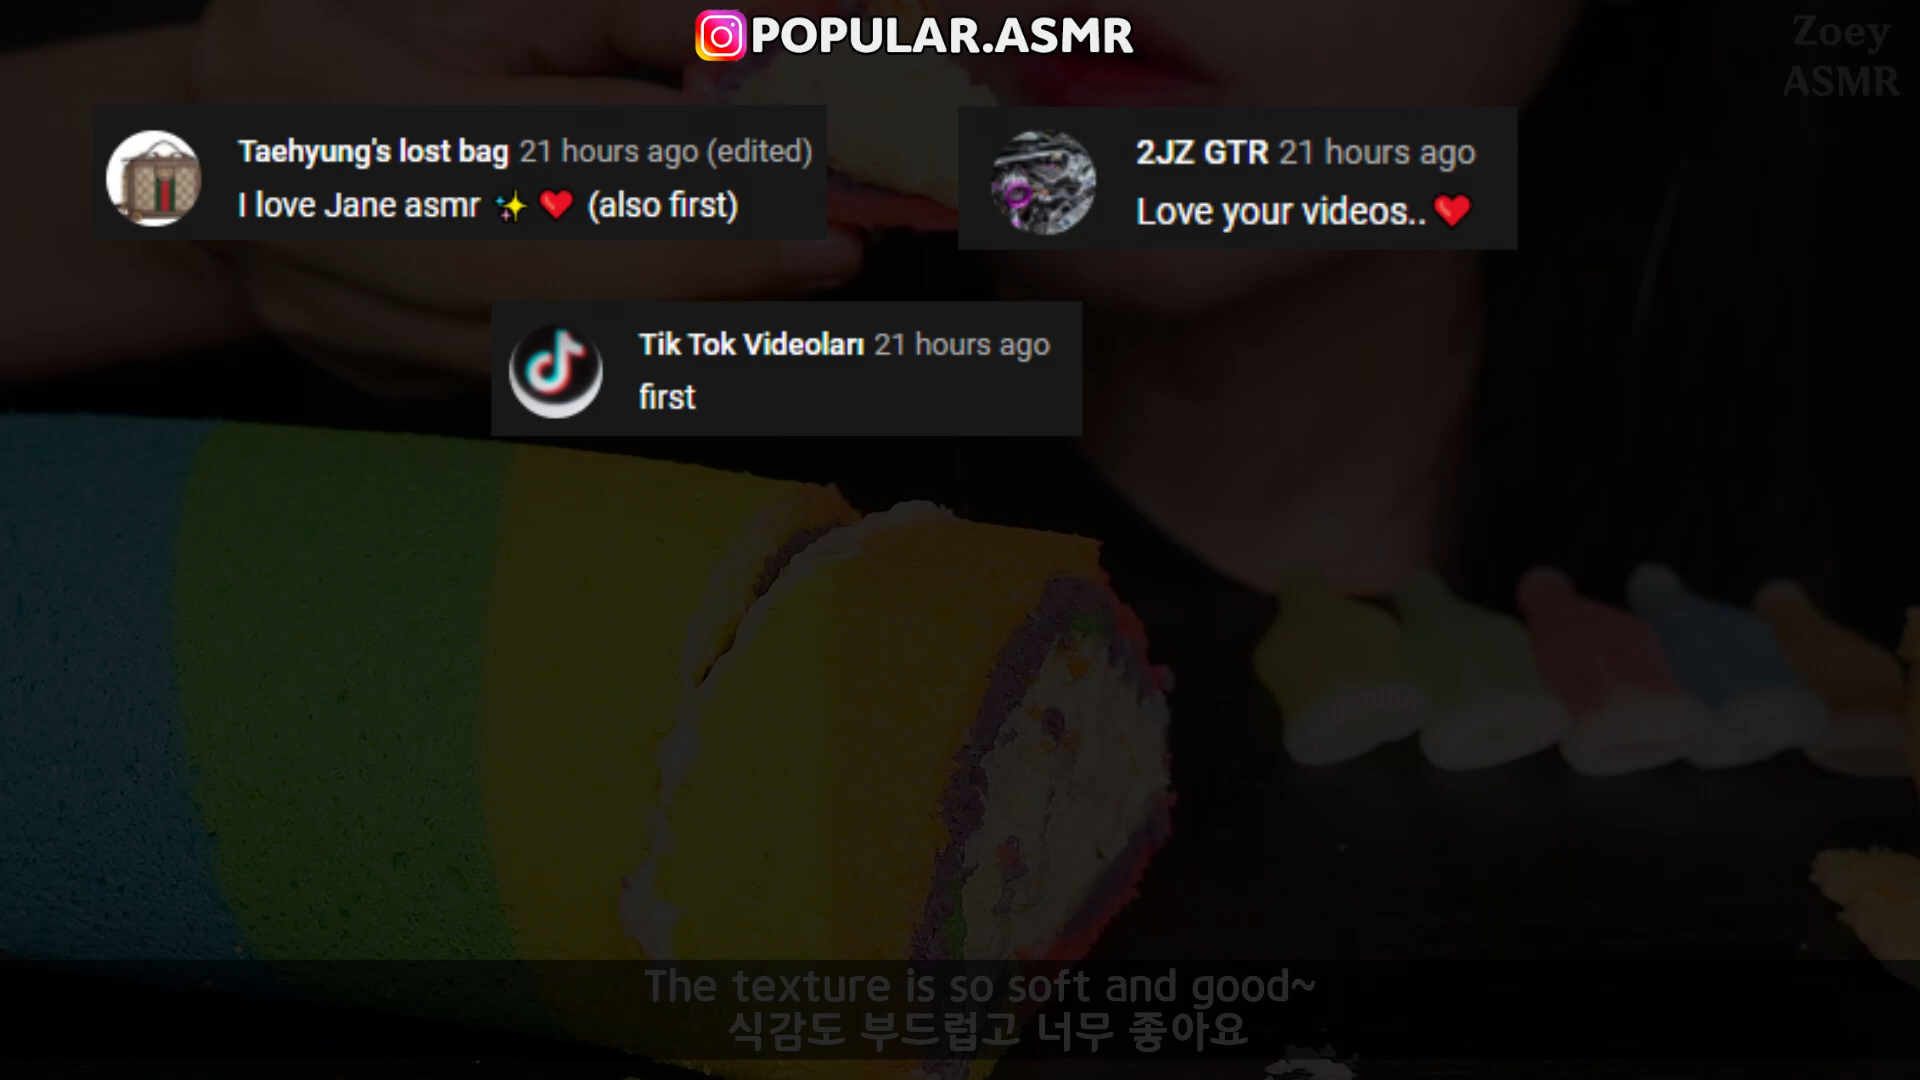 POPULAR.ASMR
Zoey
ASMR
Taehyung's lost bag 21 hours ago (edited)
I love Jane asmr ✨ ❤️ (also first)
2JZ GTR 21 hours ago
Love your videos..❤️
Tik Tok Videoları 21 hours ago
first
The texture is so soft and good~
식감도 부드럽고 너무 좋아요